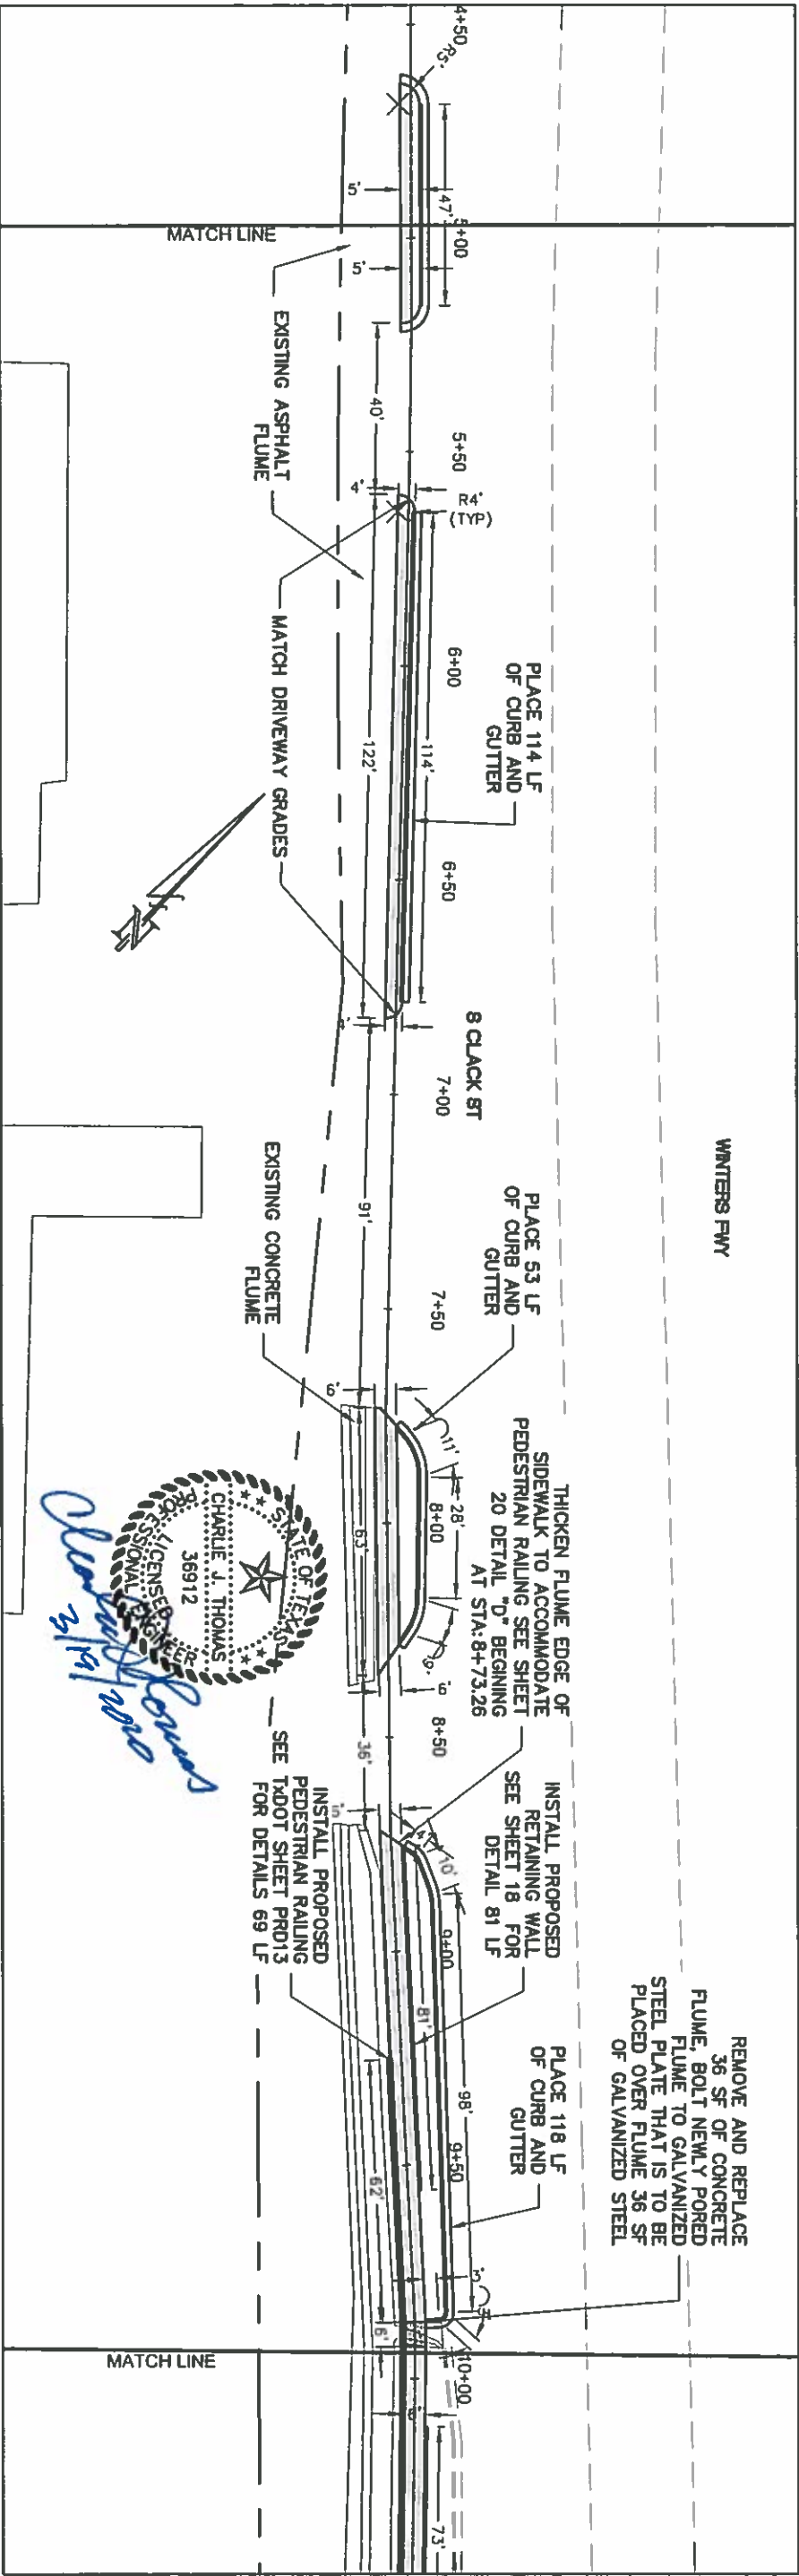 WINTERS FWY
S CLACK ST
4+50
5+00
5+50
6+00
6+50
7+00
7+50
8+00
8+50
9+00
9+50
10+00
R5'
47'
5'
5'
MATCH LINE
EXISTING ASPHALT
FLUME
40'
4'
R4'
(TYP)
MATCH DRIVEWAY GRADES
PLACE 114 LF
OF CURB AND
GUTTER
114'
122'
4'
N
91'
EXISTING CONCRETE
FLUME
PLACE 53 LF
OF CURB AND
GUTTER
6'
11'
28'
63'
6'
36'
THICKEN FLUME EDGE OF
SIDEWALK TO ACCOMMODATE
PEDESTRIAN RAILING SEE SHEET
20 DETAIL "D" BEGINING
AT STA:8+73.26
INSTALL PROPOSED
RETAINING WALL
SEE SHEET 18 FOR
DETAIL 81 LF
INSTALL PROPOSED
PEDESTRIAN RAILING
SEE TxDOT SHEET PRD13
FOR DETAILS 69 LF
4'
10'
81'
98'
62'
3'
6'
PLACE 118 LF
OF CURB AND
GUTTER
REMOVE AND REPLACE
36 SF OF CONCRETE
FLUME, BOLT NEWLY PORED
FLUME TO GALVANIZED
STEEL PLATE THAT IS TO BE
PLACED OVER FLUME 36 SF
OF GALVANIZED STEEL
MATCH LINE
73'
STATE OF TEXAS
CHARLIE J. THOMAS
36912
LICENSED
PROFESSIONAL ENGINEER
Charlie J Thomas
3/19/2020